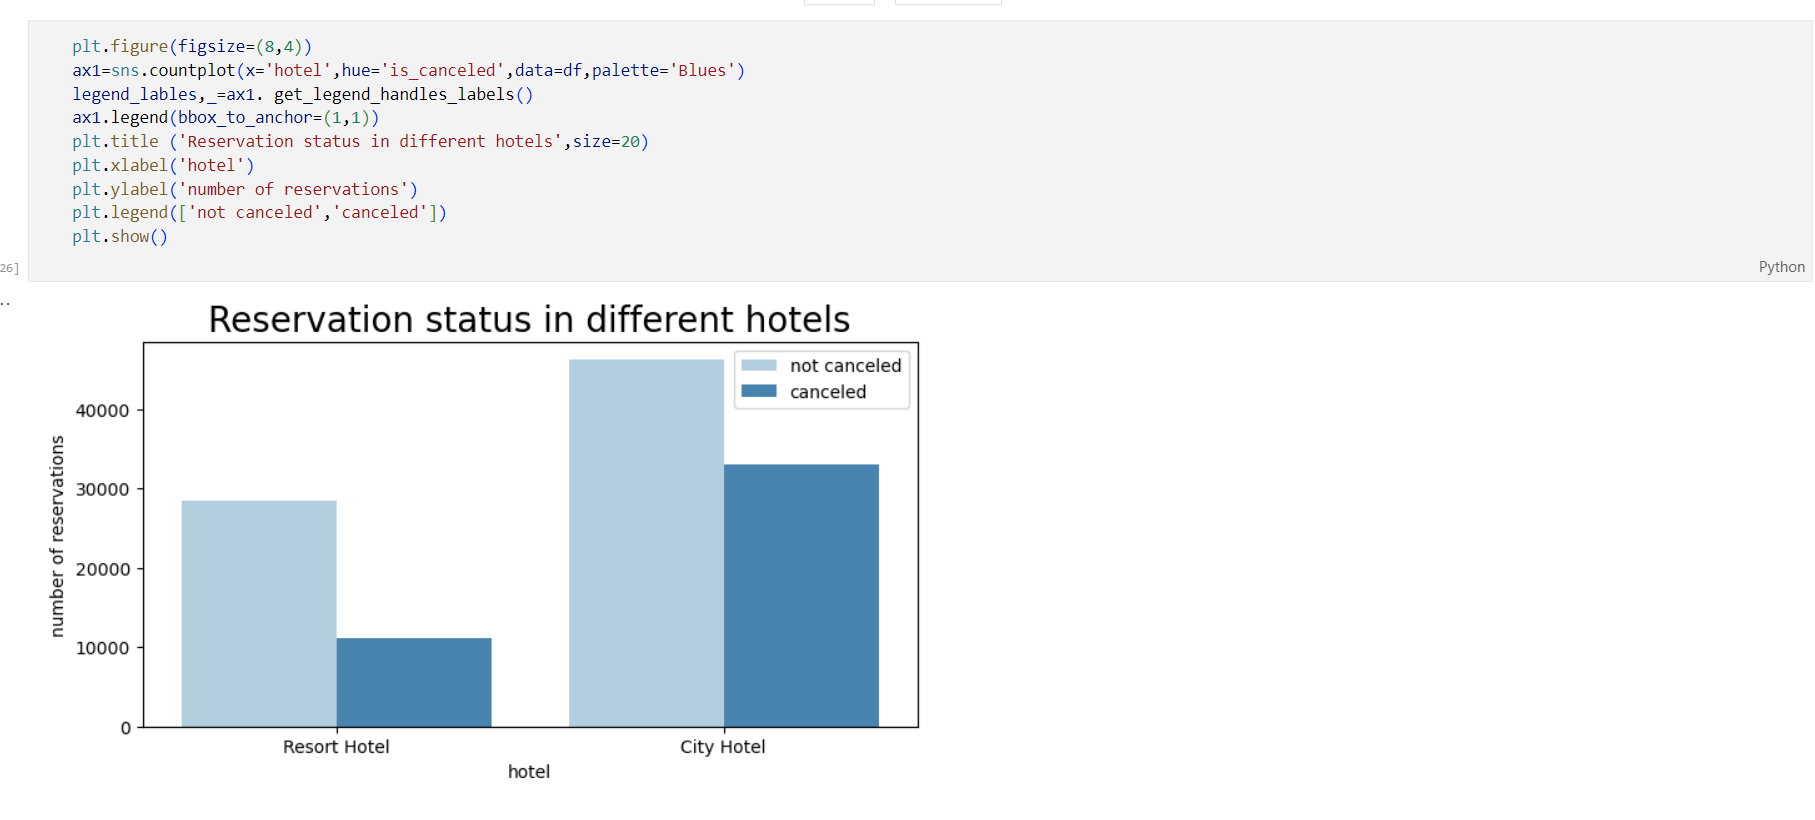 plt.figure(figsize=(8,4))
ax1=sns.countplot(x='hotel',hue='is_canceled',data=df,palette='Blues')
legend_lables,_=ax1. get_legend_handles_labels()
ax1.legend(bbox_to_anchor=(1,1))
plt.title ('Reservation status in different hotels',size=20)
plt.xlabel('hotel')
plt.ylabel('number of reservations')
plt.legend(['not canceled','canceled'])
plt.show()
26]
Python
..
Reservation status in different hotels
not canceled
canceled
number of reservations
40000
30000
20000
10000
0
Resort Hotel
City Hotel
hotel